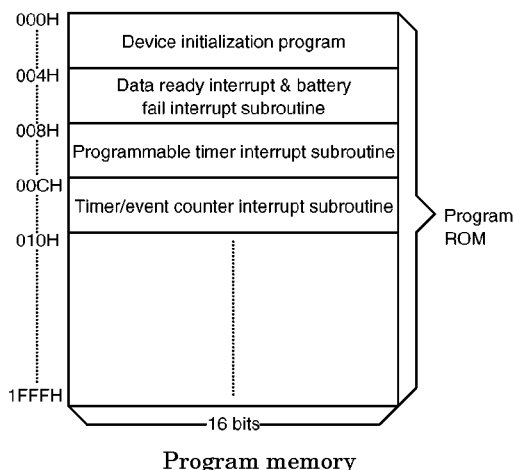 000H
Device initialization program
004H
Data ready interrupt & battery
fail interrupt subroutine
008H
Programmable timer interrupt subroutine
00CH
Timer/event counter interrupt subroutine
010H
Program
ROM
1FFFH
16 bits
Program memory